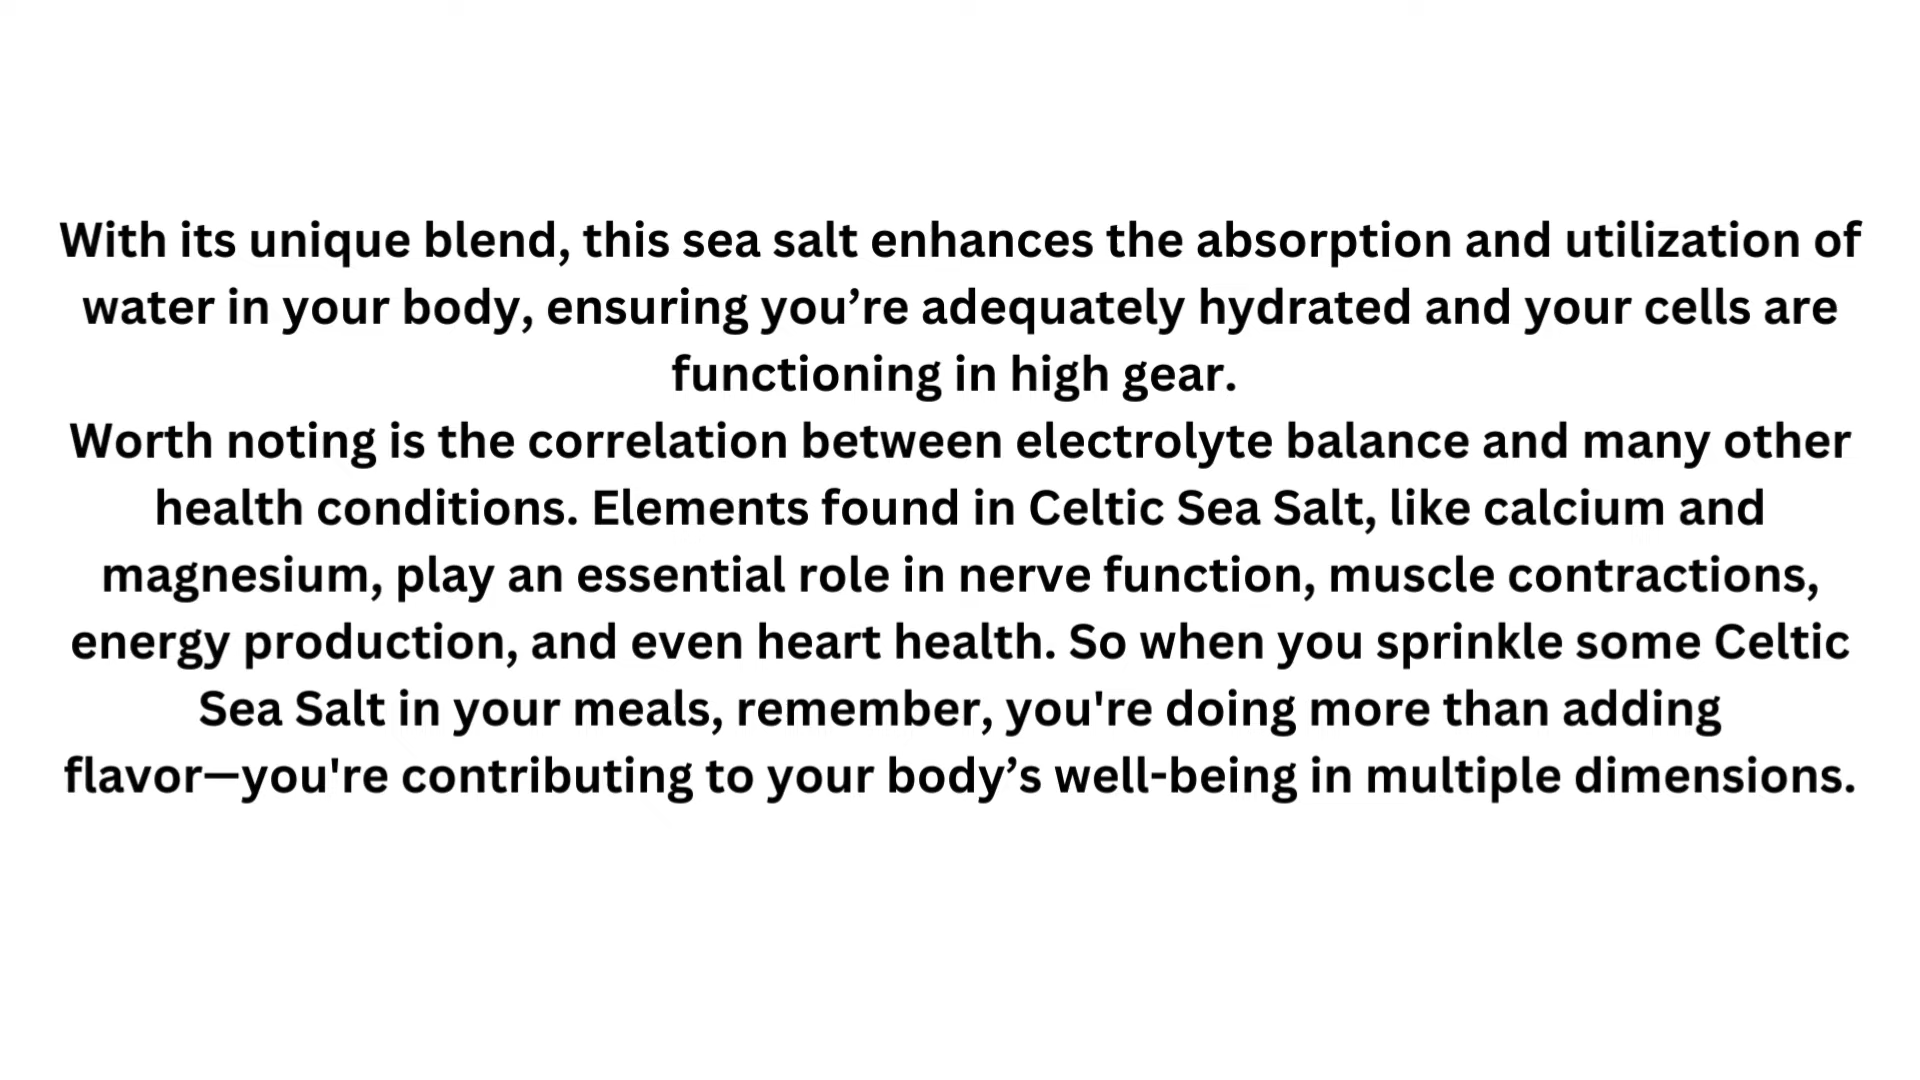 With its unique blend, this sea salt enhances the absorption and utilization of
water in your body, ensuring you’re adequately hydrated and your cells are
functioning in high gear.
Worth noting is the correlation between electrolyte balance and many other
health conditions. Elements found in Celtic Sea Salt, like calcium and
magnesium, play an essential role in nerve function, muscle contractions,
energy production, and even heart health. So when you sprinkle some Celtic
Sea Salt in your meals, remember, you're doing more than adding
flavor—you're contributing to your body’s well-being in multiple dimensions.